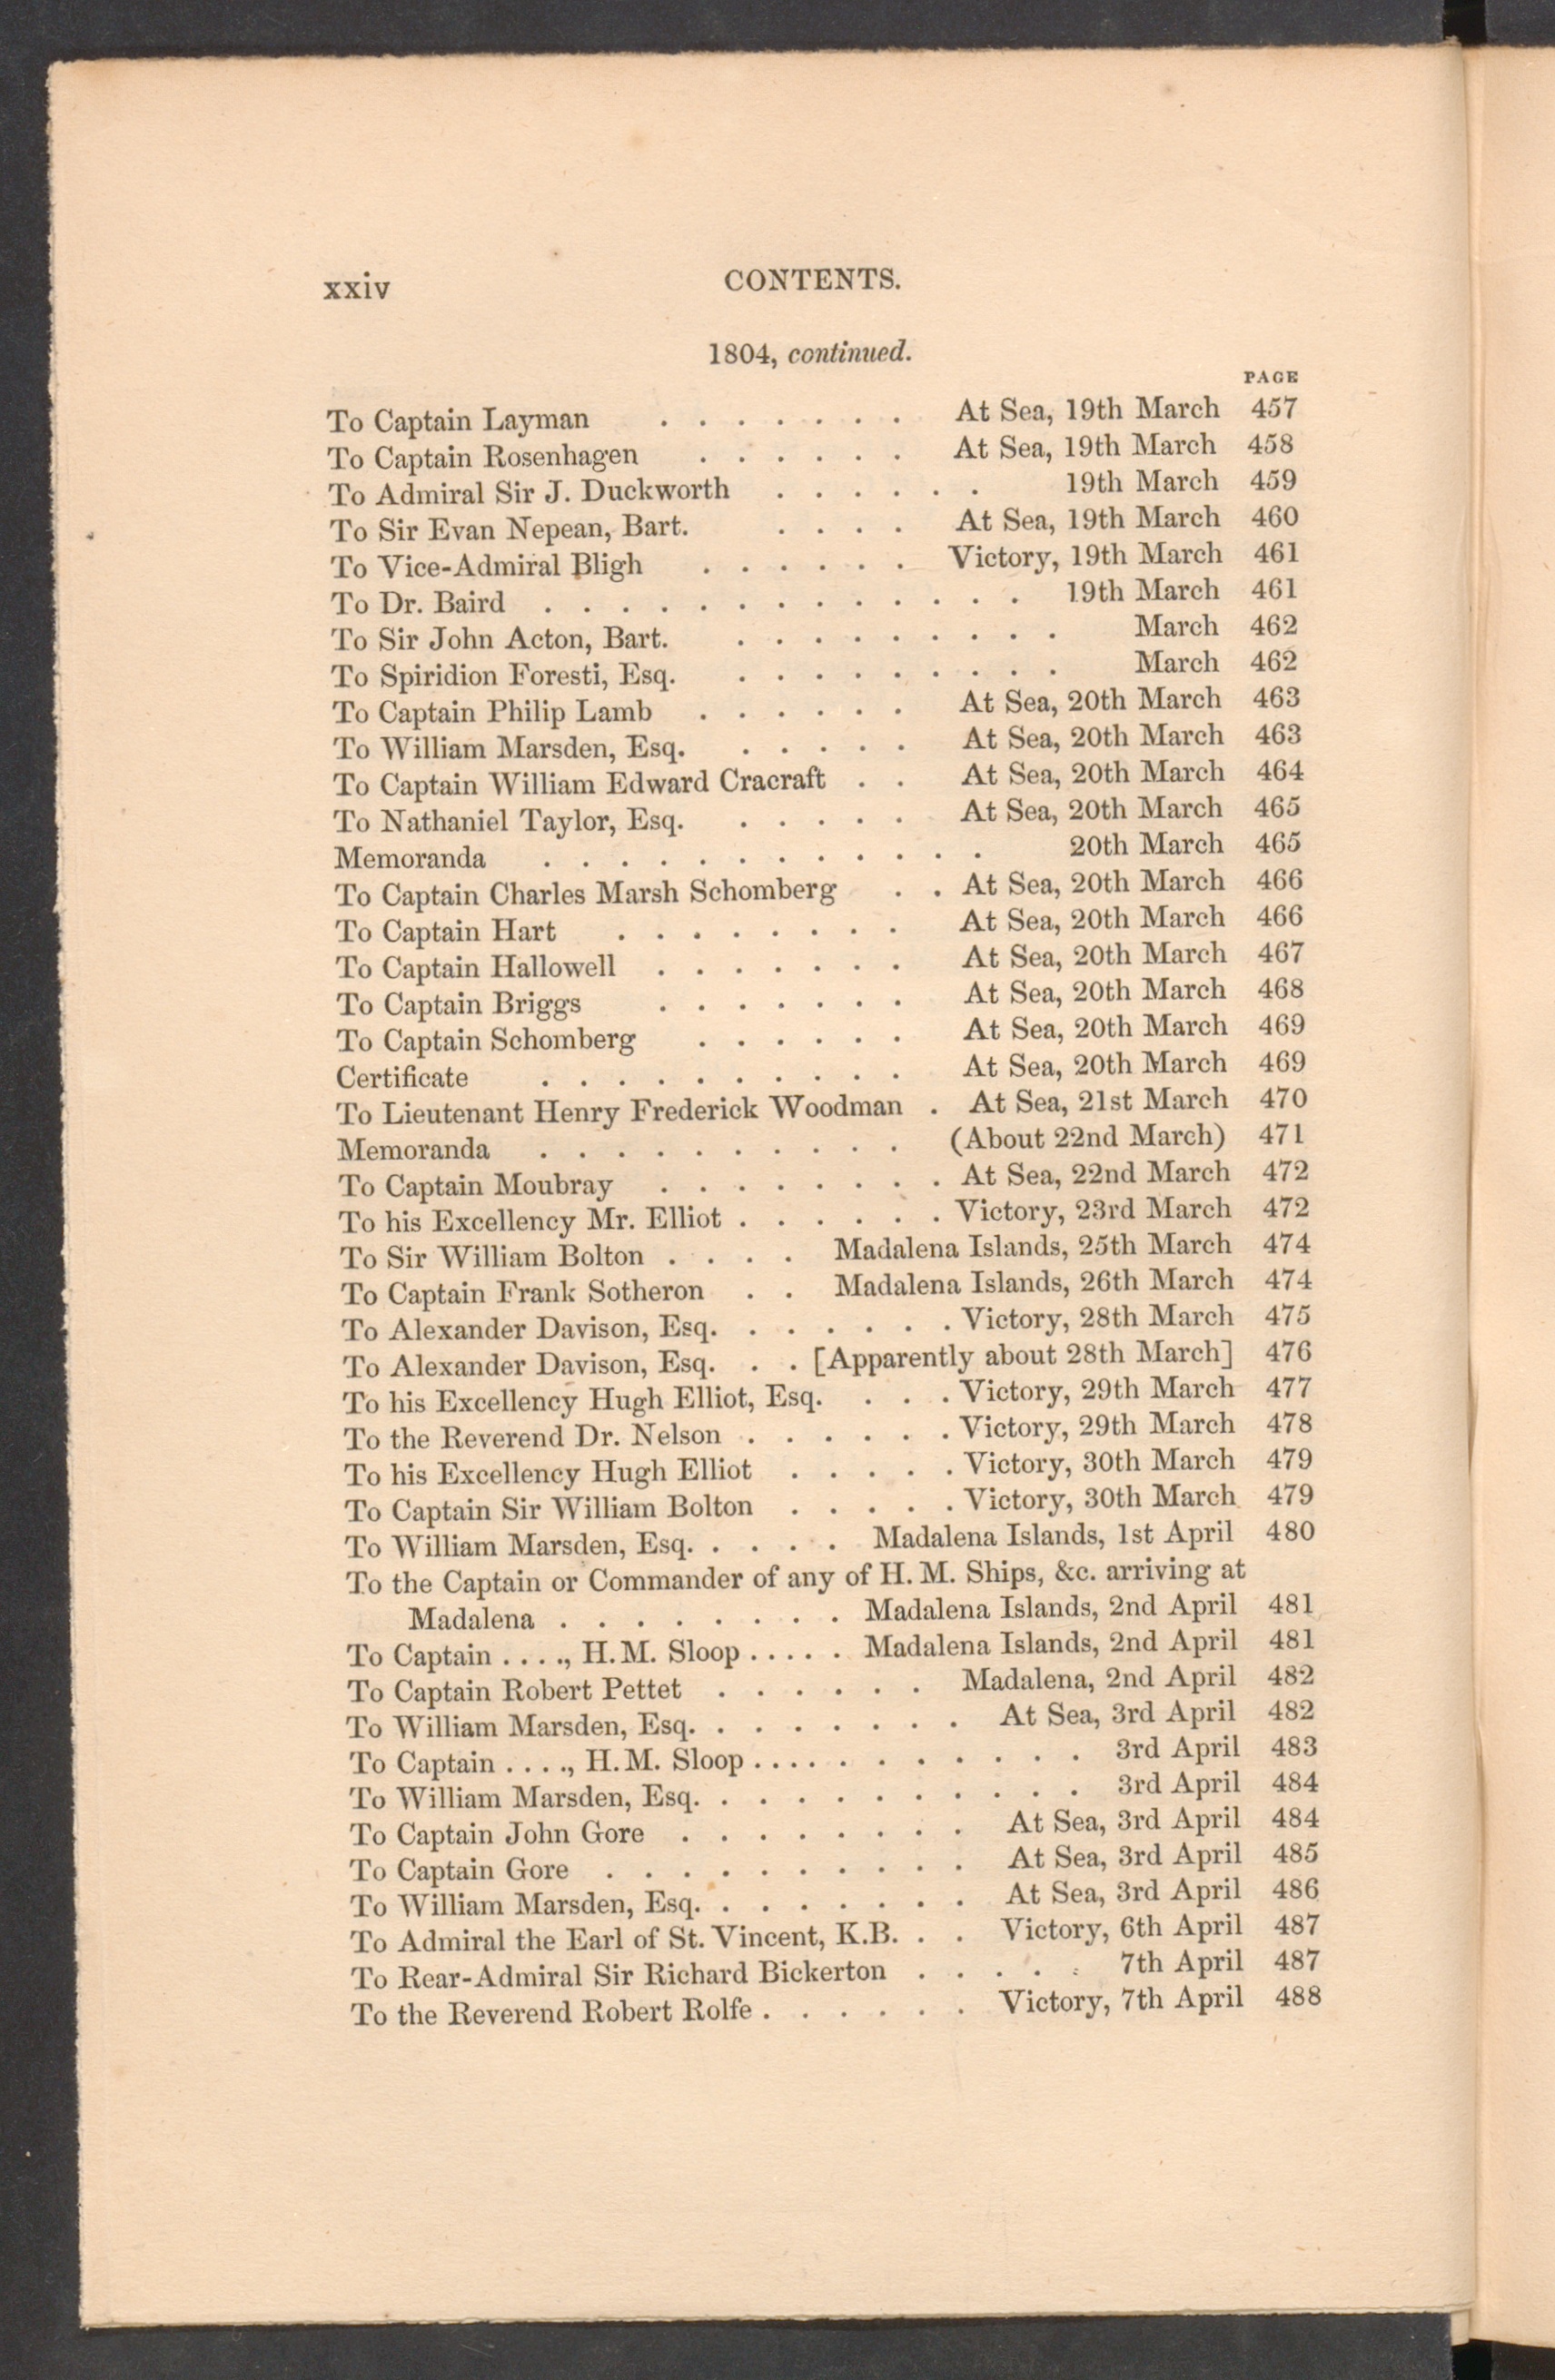 xxiv CONTENTS.
1804, continued.
PAGE
To Captain Layman . . . . . . . At Sea, 19th March 457
To Captain Rosenhagen . . . . . . At Sea, 19th March 458
To Admiral Sir J. Duckworth . . . . . . 19th March 459
To Sir Evan Nepean, Bart. . . . . At Sea, 19th March 460
To Vice-Admiral Bligh . . . . . . Victory, 19th March 461
To Dr. Baird . . . . . . . . . . . . . 19th March 461
To Sir John Acton, Bart. . . . . . . . . . March 462
To Spiridion Foresti, Esq. . . . . . . . . . March 462
To Captain Philip Lamb . . . . . . At Sea, 20th March 463
To William Marsden, Esq. . . . . . At Sea, 20th March 463
To Captain William Edward Cracraft . . At Sea, 20th March 464
To Nathaniel Taylor, Esq. . . . . . At Sea, 20th March 465
Memoranda . . . . . . . . . . . . 20th March 465
To Captain Charles Marsh Schomberg . . At Sea, 20th March 466
To Captain Hart . . . . . . . . At Sea, 20th March 466
To Captain Hallowell . . . . . . . At Sea, 20th March 467
To Captain Briggs . . . . . . . At Sea, 20th March 468
To Captain Schomberg . . . . . . At Sea, 20th March 469
Certificate . . . . . . . . . . At Sea, 20th March 469
To Lieutenant Henry Frederick Woodman . At Sea, 21st March 470
Memoranda . . . . . . . . . . (About 22nd March) 471
To Captain Moubray . . . . . . . . At Sea, 22nd March 472
To his Excellency Mr. Elliot . . . . . . Victory, 23rd March 472
To Sir William Bolton . . . . Madalena Islands, 25th March 474
To Captain Frank Sotheron . . Madalena Islands, 26th March 474
To Alexander Davison, Esq. . . . . . . Victory, 28th March 475
To Alexander Davison, Esq. . . [Apparently about 28th March] 476
To his Excellency Hugh Elliot, Esq. . . . Victory, 29th March 477
To the Reverend Dr. Nelson . . . . . . Victory, 29th March 478
To his Excellency Hugh Elliot . . . . . Victory, 30th March 479
To Captain Sir William Bolton . . . . . Victory, 30th March 479
To William Marsden, Esq. . . . . Madalena Islands, 1st April 480
To the Captain or Commander of any of H. M. Ships, &c. arriving at
Madalena . . . . . . . . Madalena Islands, 2nd April 481
To Captain . . . ., H. M. Sloop . . . . . Madalena Islands, 2nd April 481
To Captain Robert Pettet . . . . . . Madalena, 2nd April 482
To William Marsden, Esq. . . . . . . . At Sea, 3rd April 482
To Captain . . . ., H. M. Sloop . . . . . . . . . . . 3rd April 483
To William Marsden, Esq. . . . . . . . . . . 3rd April 484
To Captain John Gore . . . . . . . . At Sea, 3rd April 484
To Captain Gore . . . . . . . . . . At Sea, 3rd April 485
To William Marsden, Esq. . . . . . . . At Sea, 3rd April 486
To Admiral the Earl of St. Vincent, K.B. . . Victory, 6th April 487
To Rear-Admiral Sir Richard Bickerton . . . . . 7th April 487
To the Reverend Robert Rolfe . . . . . . Victory, 7th April 488